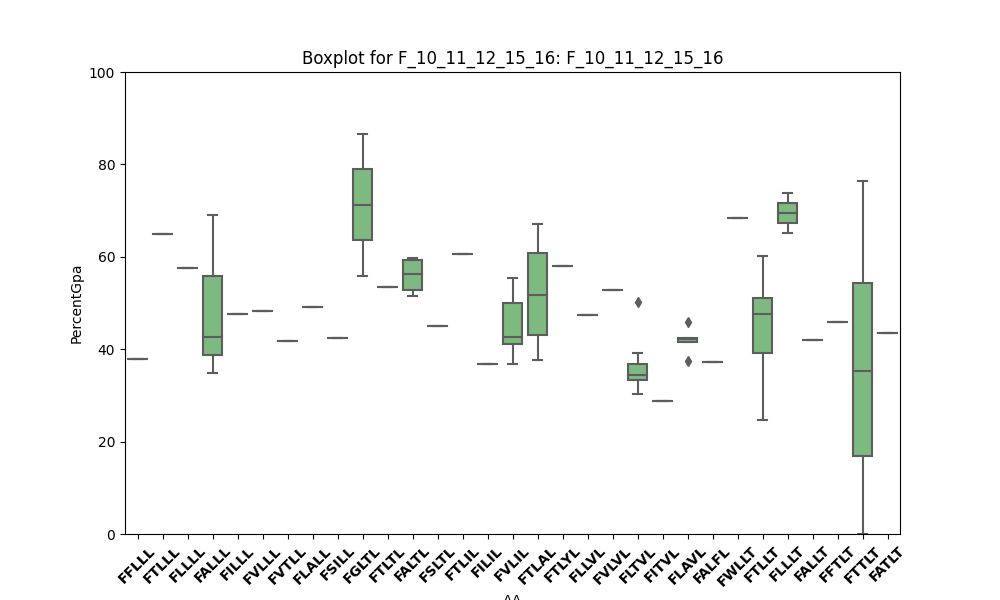 Boxplot for F_10_11_12_15_16: F_10_11_12_15_16
100
80
60
40
20
0
PercentGpa
FFLLL FTLLL FLLLL FALLL FILLL FVLLL FVTLL FLALL FSILL FGLTL FTLTL FALTL FSLTL FTLIL FILIL FVLIL FTLAL FTLYL FLLVL FVLVL FLTVL FITVL FLAVL FALFL FWLLT FTLLT FLLLT FALLT FFTLT FTTLT FATLT
AA